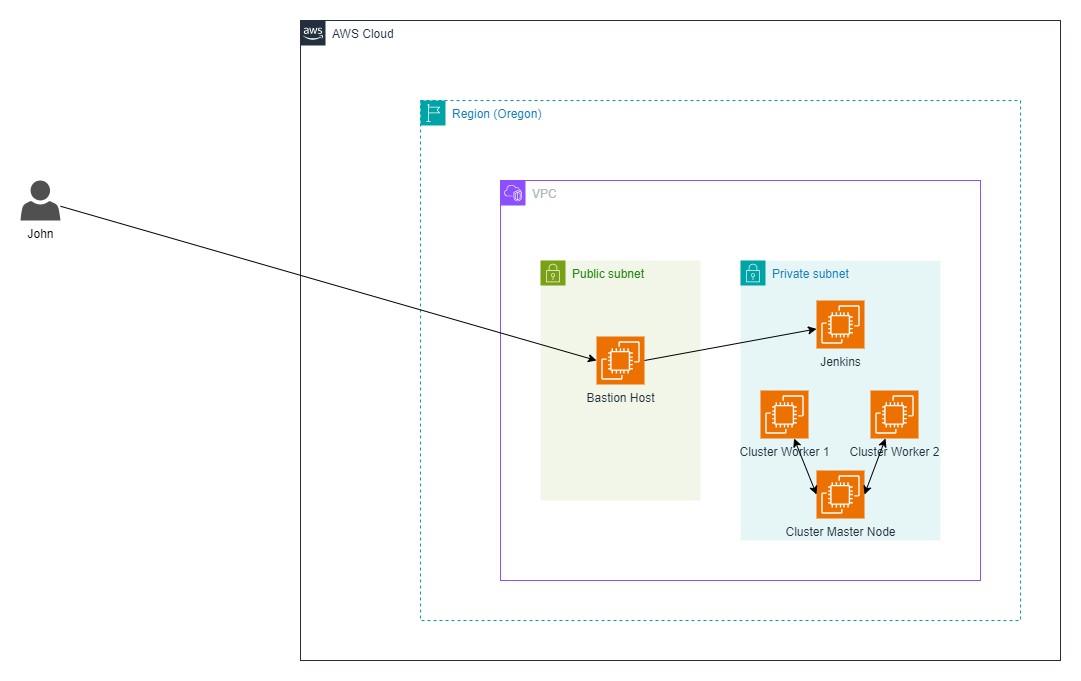 aws
AWS Cloud
Region (Oregon)
VPC
John
Public subnet
Private subnet
Jenkins
Bastion Host
Cluster Worker 1
Cluster Worker 2
Cluster Master Node